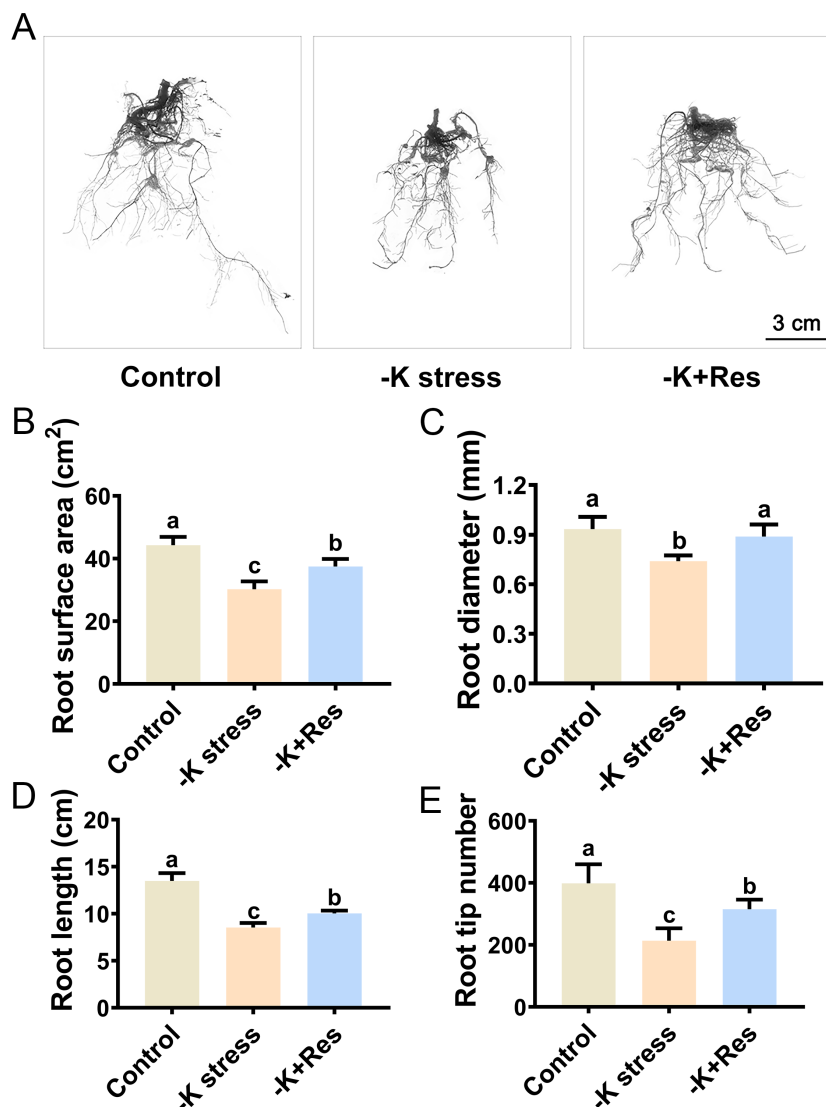 A
3 cm
Control
-K stress
-K+Res
B
Root surface area (cm²)
60
40
20
0
a
c
b
Control
-K stress
-K+Res
C
Root diameter (mm)
1.2
0.9
0.6
0.3
0.0
a
b
a
Control
-K stress
-K+Res
D
Root length (cm)
20
15
10
5
0
a
c
b
Control
-K stress
-K+Res
E
Root tip number
600
400
200
0
a
c
b
Control
-K stress
-K+Res